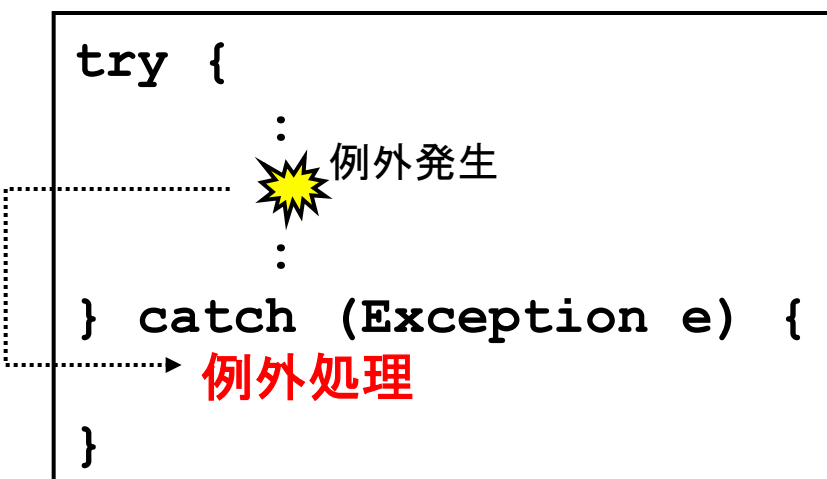 try {
:
例外発生
:
} catch (Exception e) {
例外処理
}